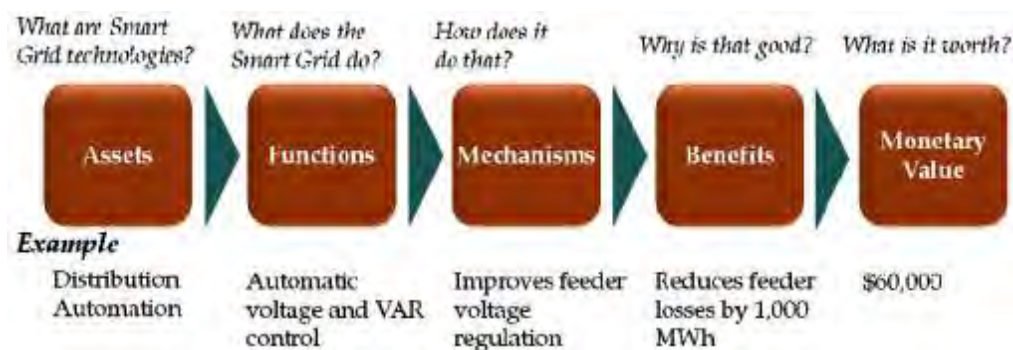 What are Smart
Grid technologies?
What does the
Smart Grid do?
How does it
do that?
Why is that good?
What is it worth?
Assets
Functions
Mechanisms
Benefits
Monetary
Value
Example
Distribution
Automation
Automatic
voltage and VAR
control
Improves feeder
voltage
regulation
Reduces feeder
losses by 1,000
MWh
$60,000